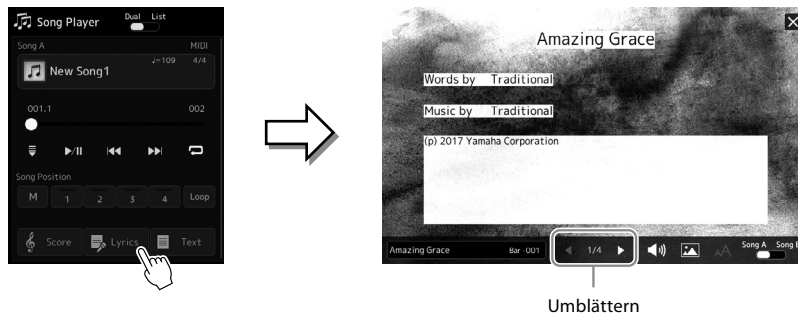 Song Player
Dual List
Song A MIDI
New Song1
♩=109 4/4
001.1 002
Song Position
M 1 2 3 4 Loop
Score Lyrics Text
Amazing Grace
Words by Traditional
Music by Traditional
(p) 2017 Yamaha Corporation
Amazing Grace Bar -001 1/4 AA Song A Song B
Umblättern